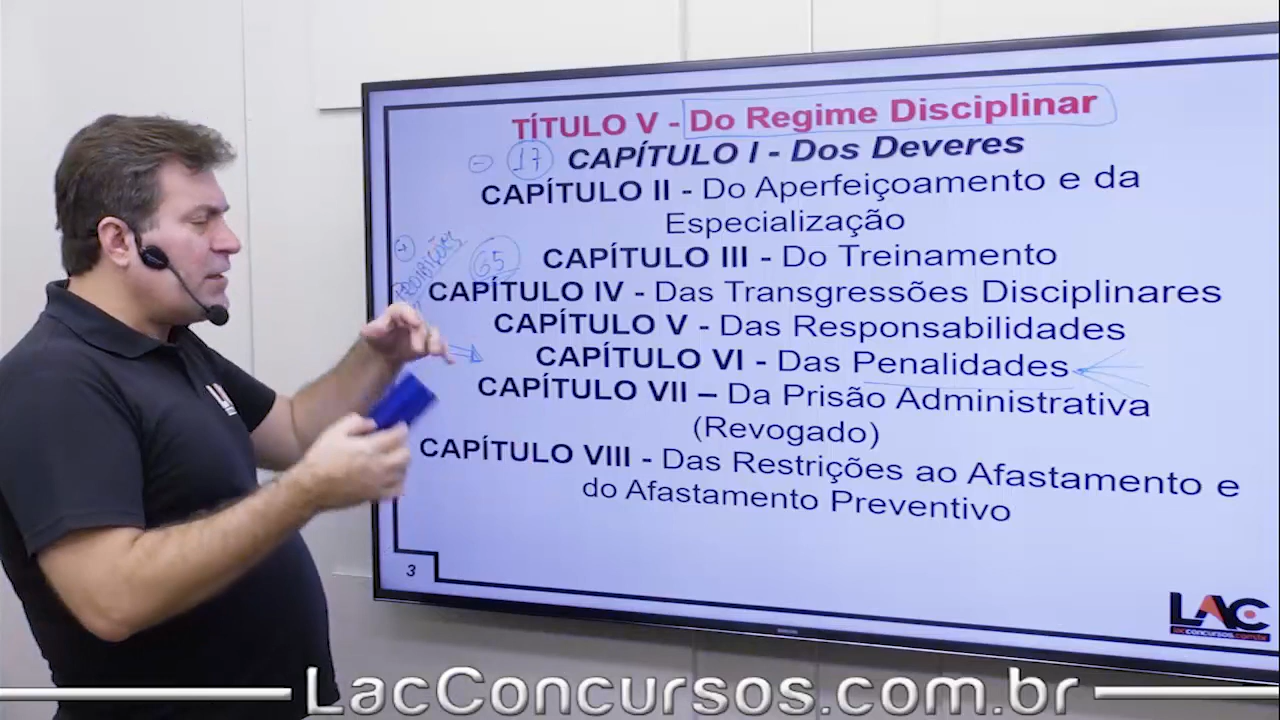 TÍTULO V - Do Regime Disciplinar
- 17 CAPÍTULO I - Dos Deveres
CAPÍTULO II - Do Aperfeiçoamento e da
Especialização
65 CAPÍTULO III - Do Treinamento
PROIBIÇÕES
CAPÍTULO IV - Das Transgressões Disciplinares
CAPÍTULO V - Das Responsabilidades
CAPÍTULO VI - Das Penalidades
CAPÍTULO VII – Da Prisão Administrativa
(Revogado)
CAPÍTULO VIII - Das Restrições ao Afastamento e
do Afastamento Preventivo
3
LAC
lacconcursos.com.br
LacConcursos.com.br